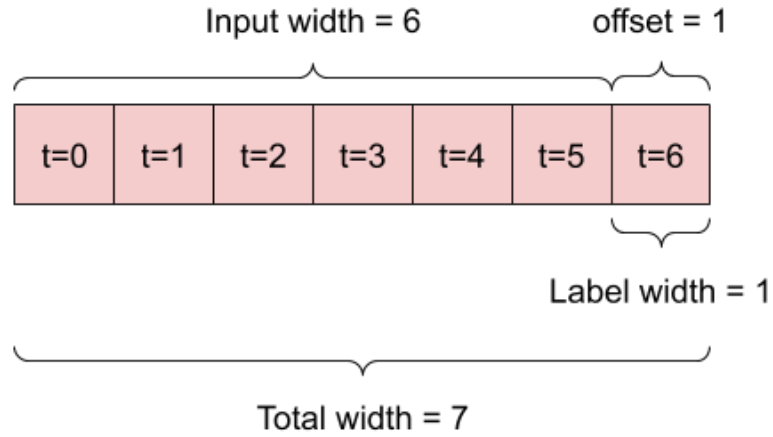 Input width = 6 offset = 1
t=0 t=1 t=2 t=3 t=4 t=5 t=6
Label width = 1
Total width = 7